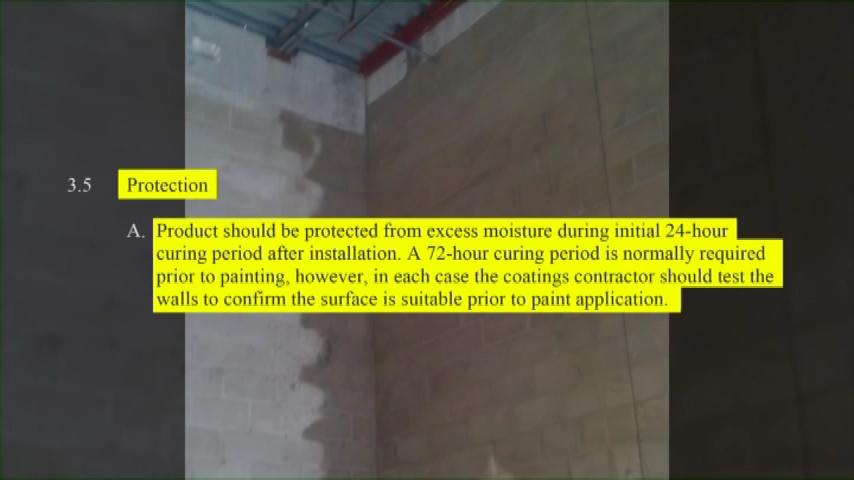 3.5 Protection
A. Product should be protected from excess moisture during initial 24-hour
curing period after installation. A 72-hour curing period is normally required
prior to painting, however, in each case the coatings contractor should test the
walls to confirm the surface is suitable prior to paint application.